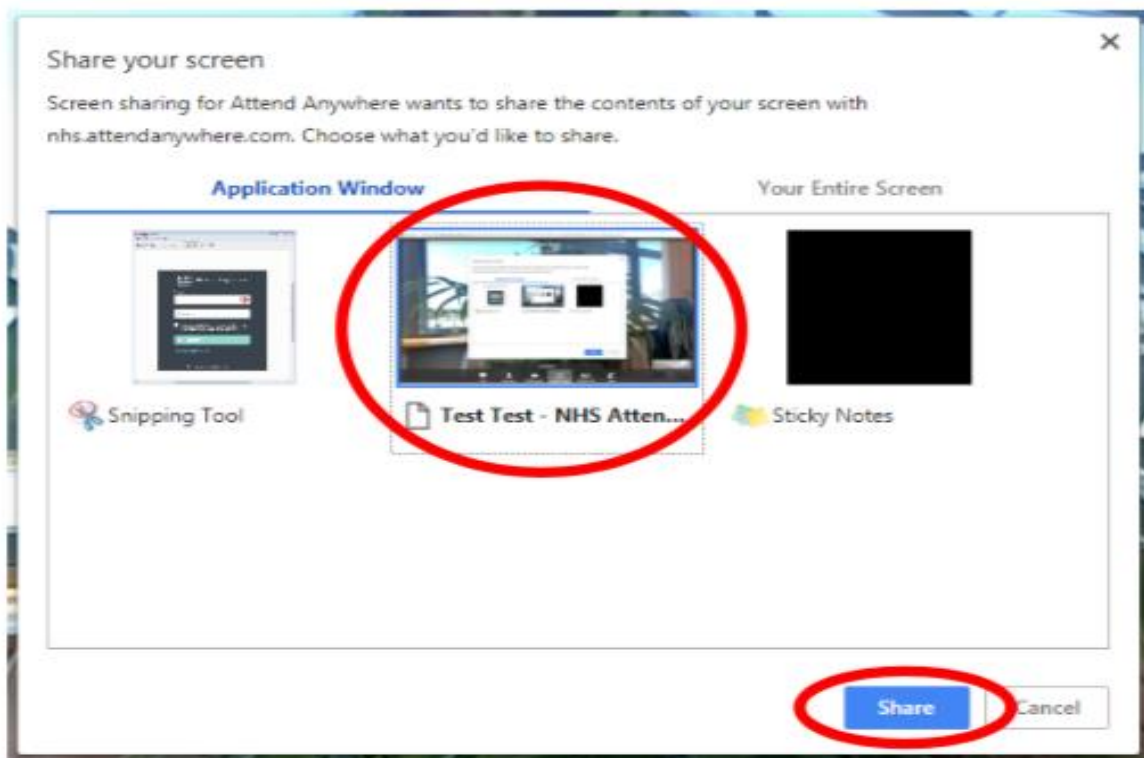 Share your screen
Screen sharing for Attend Anywhere wants to share the contents of your screen with
nhs.attendanywhere.com. Choose what you'd like to share.
Application Window
Your Entire Screen
Snipping Tool
Test Test - NHS Atten...
Sticky Notes
Share
Cancel